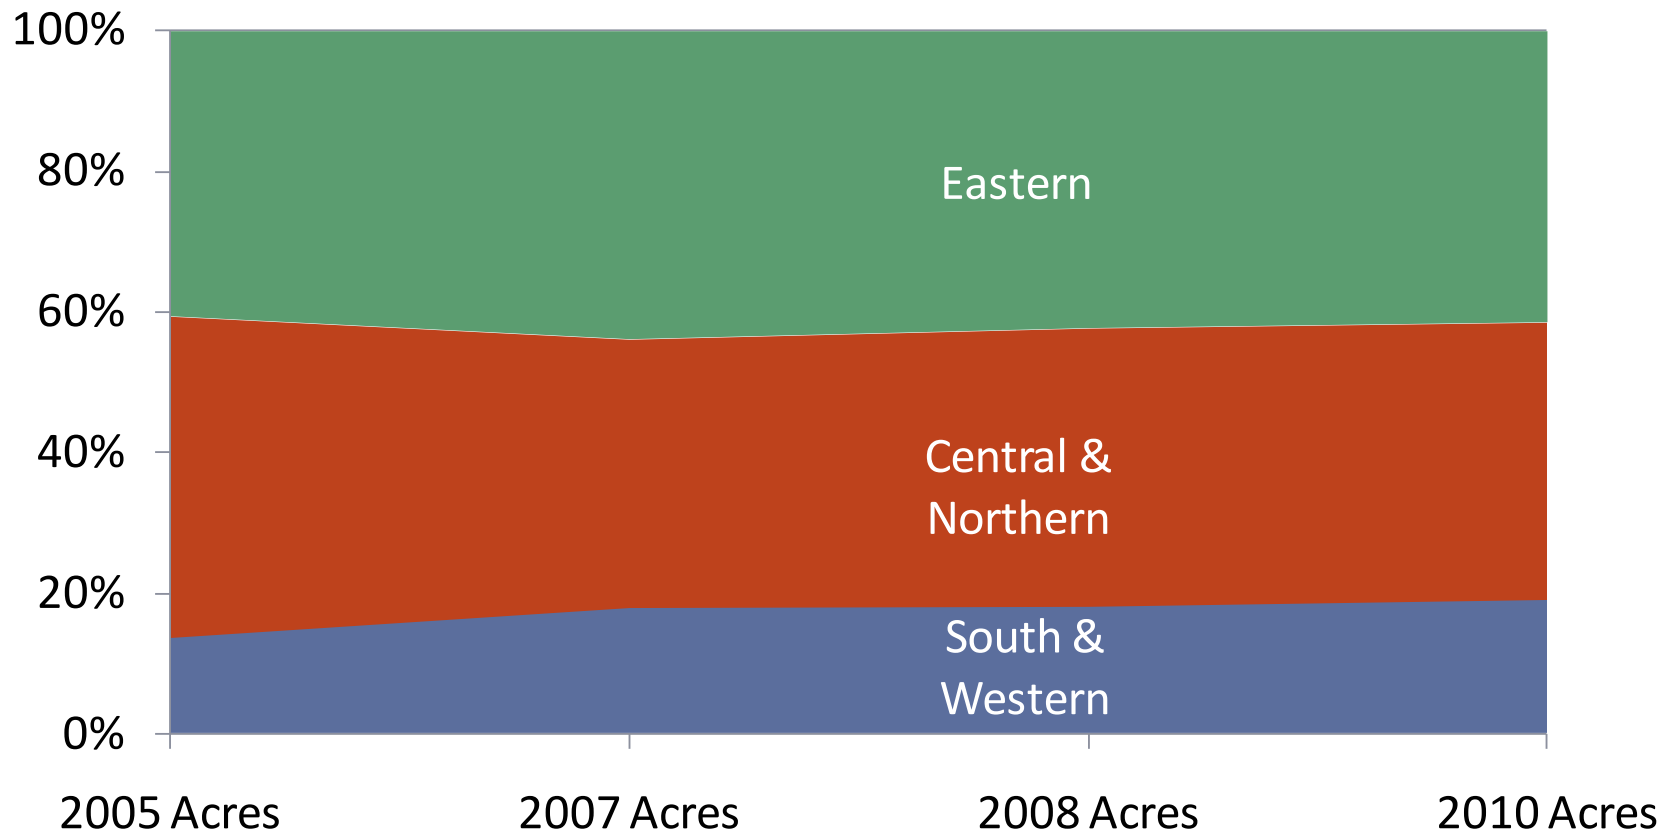 100%
80%
60%
40%
20%
0%
Eastern
Central &
Northern
South &
Western
2005 Acres
2007 Acres
2008 Acres
2010 Acres